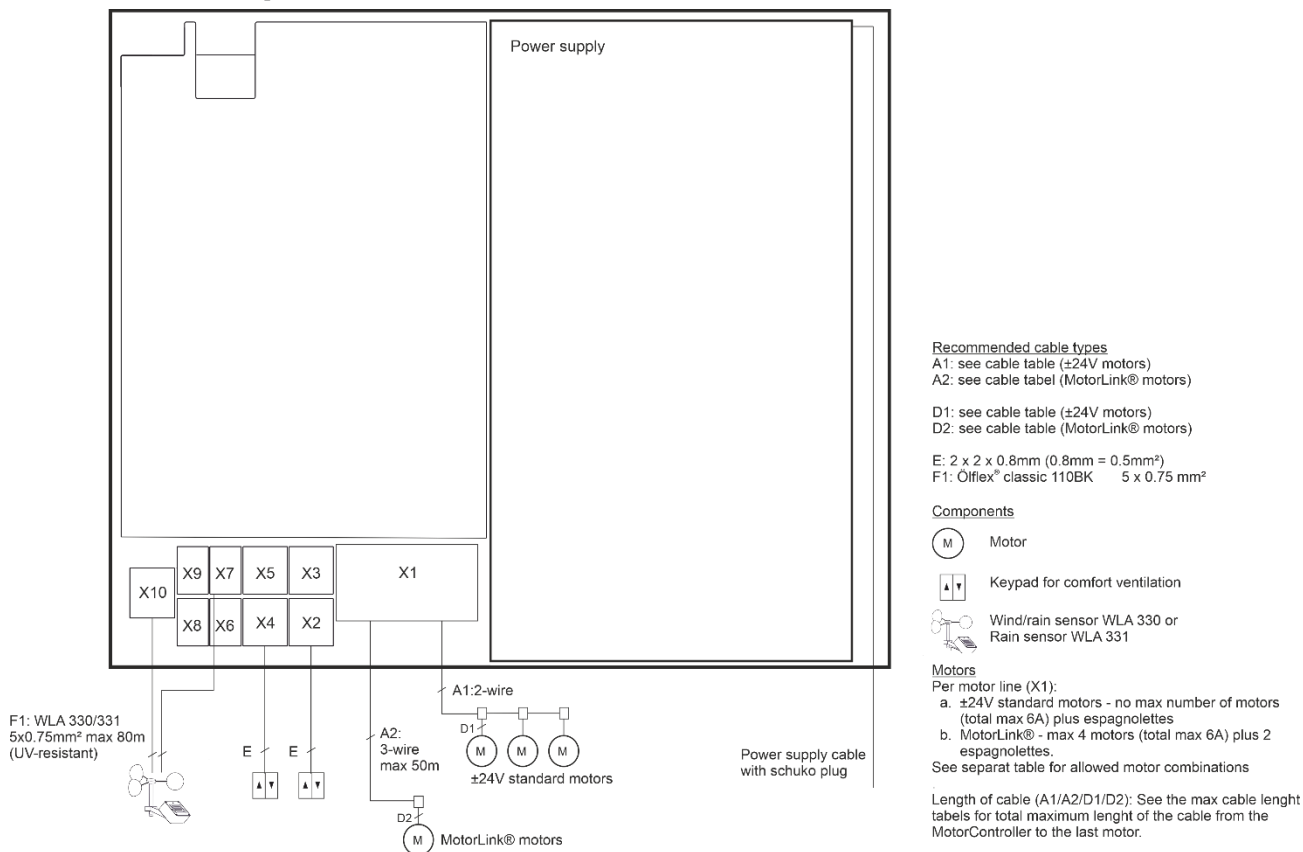 Power supply
X10
X9
X7
X5
X3
X1
X8
X6
X4
X2
A1:2-wire
F1: WLA 330/331
5x0.75mm² max 80m
(UV-resistant)
E
E
A2:
3-wire
max 50m
D1
M
M
M
±24V standard motors
D2
M
MotorLink® motors
Power supply cable
with schuko plug
Recommended cable types
A1: see cable table (±24V motors)
A2: see cable tabel (MotorLink® motors)
D1: see cable table (±24V motors)
D2: see cable table (MotorLink® motors)
E: 2 x 2 x 0.8mm (0.8mm = 0.5mm²)
F1: Ölflex® classic 110BK 5 x 0.75 mm²
Components
M Motor
Keypad for comfort ventilation
Wind/rain sensor WLA 330 or
Rain sensor WLA 331
Motors
Per motor line (X1):
a. ±24V standard motors - no max number of motors
(total max 6A) plus espagnolettes
b. MotorLink® - max 4 motors (total max 6A) plus 2
espagnolettes.
See separat table for allowed motor combinations
Length of cable (A1/A2/D1/D2): See the max cable lenght
tabels for total maximum lenght of the cable from the
MotorController to the last motor.